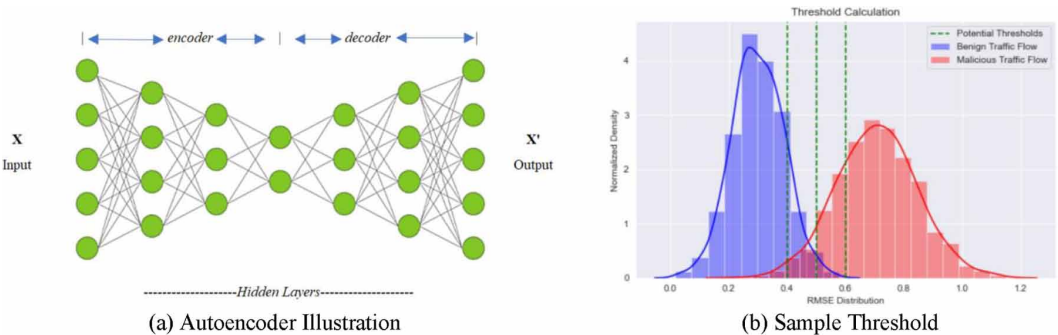 encoder
decoder
X
Input
X'
Output
Hidden Layers
(a) Autoencoder Illustration
Threshold Calculation
Potential Thresholds
Benign Traffic Flow
Malicious Traffic Flow
Normalized Density
4
3
2
1
0
0.0 0.2 0.4 0.6 0.8 1.0 1.2
RMSE Distribution
(b) Sample Threshold